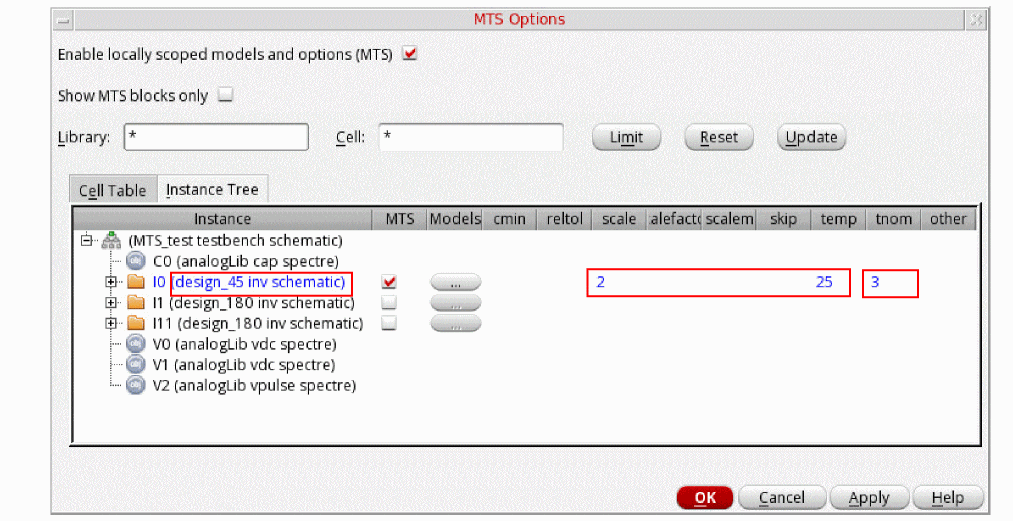 MTS Options
Enable locally scoped models and options (MTS)
Show MTS blocks only
Library: * Cell: * Limit Reset Update
Cell Table Instance Tree
Instance MTS Models cmin reltol scale alefacto scalem skip temp tnom other
(MTS_test testbench schematic)
C0 (analogLib cap spectre)
I0 (design_45 inv schematic) ... 2 25 3
I1 (design_180 inv schematic) ...
I11 (design_180 inv schematic) ...
V0 (analogLib vdc spectre)
V1 (analogLib vdc spectre)
V2 (analogLib vpulse spectre)
OK Cancel Apply Help